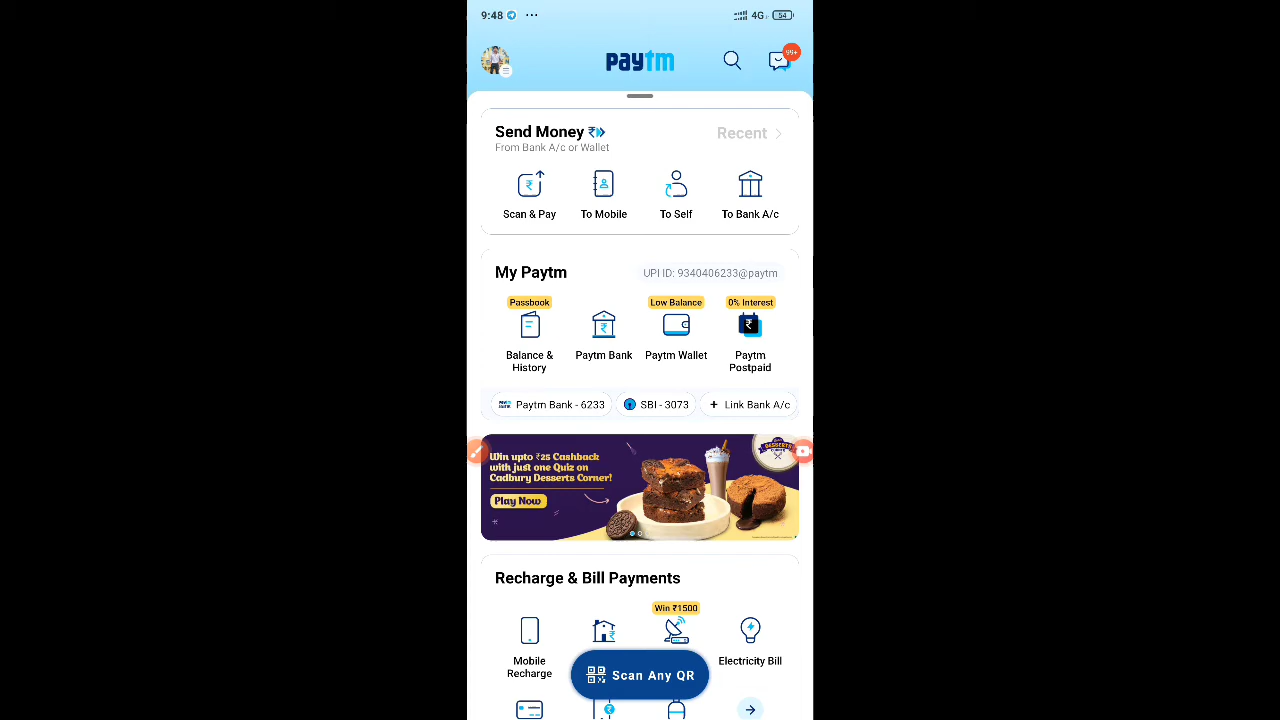 9:48
4G
54
paytm
99+
Send Money
Recent
From Bank A/c or Wallet
Scan & Pay
To Mobile
To Self
To Bank A/c
My Paytm
UPI ID: 9340406233@paytm
Passbook
Low Balance
0% Interest
Balance & History
Paytm Bank
Paytm Wallet
Paytm Postpaid
Paytm Bank - 6233
SBI - 3073
+ Link Bank A/c
Win upto ₹25 Cashback
with just one Quiz on
Cadbury Desserts Corner!
Play Now
Recharge & Bill Payments
Win ₹1500
Mobile Recharge
Electricity Bill
Scan Any QR